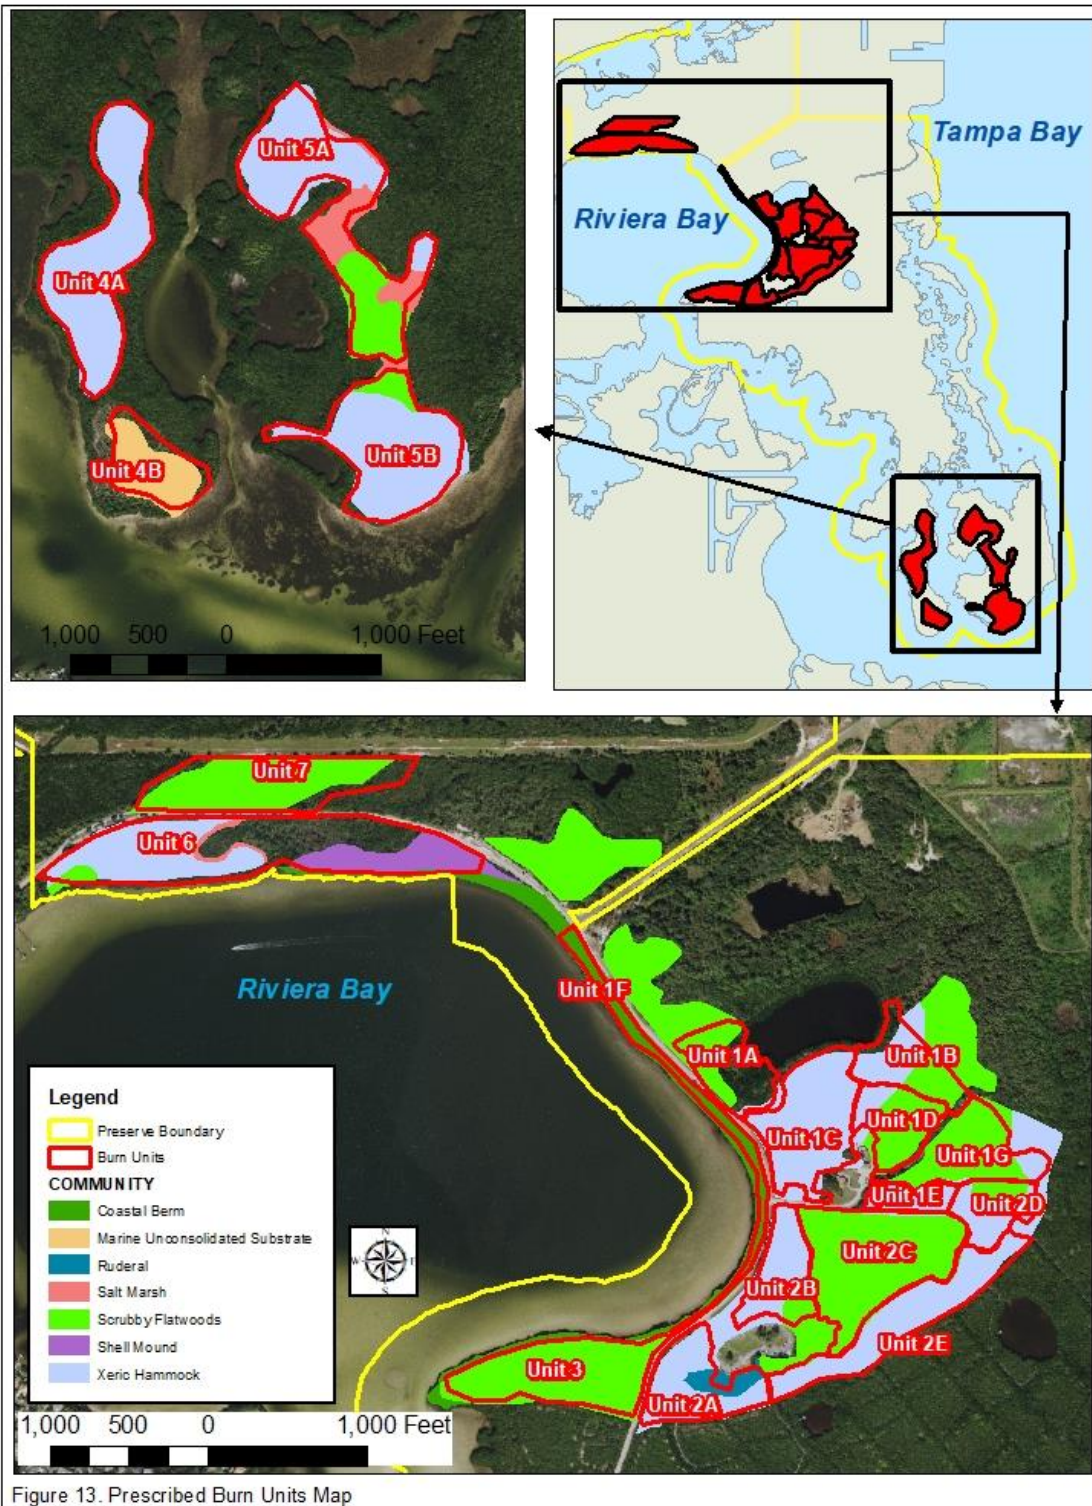 Unit 5A
Unit 4A
Unit 4B
Unit 5B
1,000 500 0 1,000 Feet
Tampa Bay
Riviera Bay
Unit 7
Unit 6
Riviera Bay
Unit 1F
Unit 1A
Unit 1B
Unit 1D
Unit 1C
Unit 1G
Unit 1E
Unit 2D
Unit 2C
Unit 2B
Unit 2E
Unit 3
Unit 2A
Legend
Preserve Boundary
Burn Units
COMMUNITY
Coastal Berm
Marine Unconsolidated Substrate
Ruderal
Salt Marsh
Scrubby Flatwoods
Shell Mound
Xeric Hammock
N
W
E
S
1,000 500 0 1,000 Feet
Figure 13. Prescribed Burn Units Map